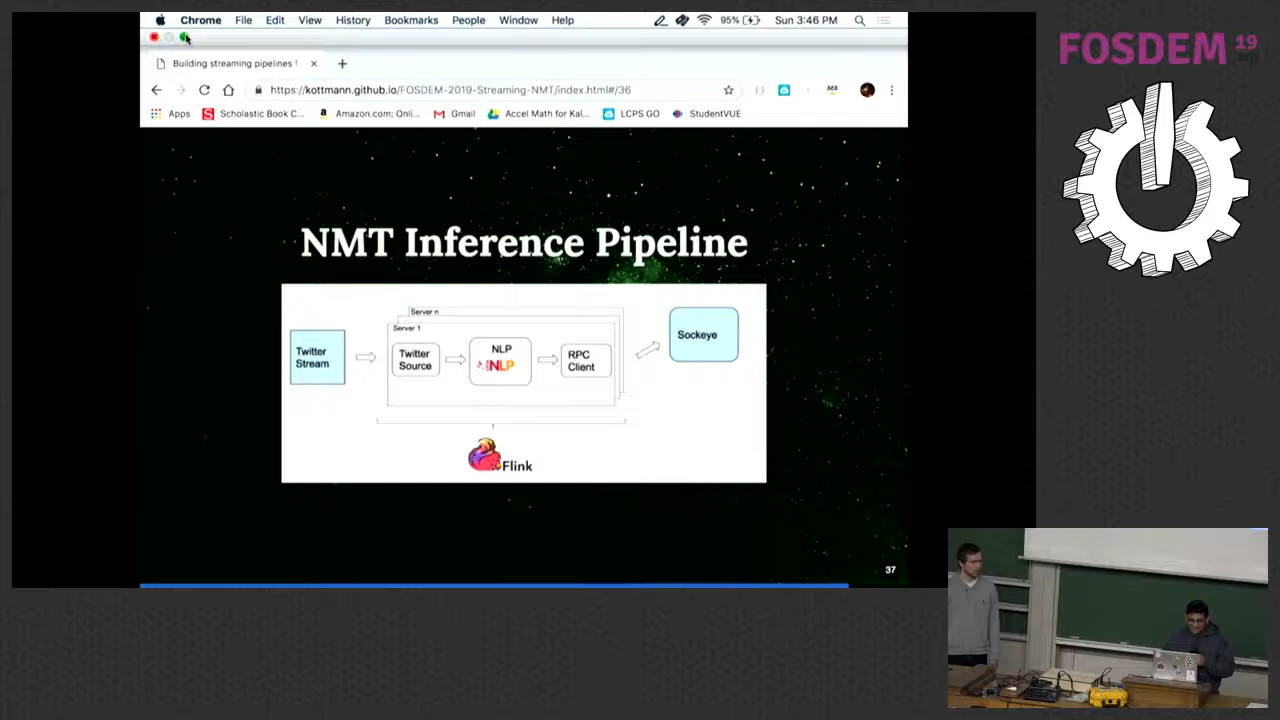 Chrome File Edit View History Bookmarks People Window Help 95% Sun 3:46 PM
Building streaming pipelines f
https://kottmann.github.io/FOSDEM-2019-Streaming-NMT/index.html#/36
Apps Scholastic Book C... Amazon.com: Onli... Gmail Accel Math for Kal... LCPS GO StudentVUE
FOSDEM 19
NMT Inference Pipeline
Server n
Server 1
Twitter Stream
Twitter Source
NLP
NLP
RPC Client
Sockeye
Flink
37